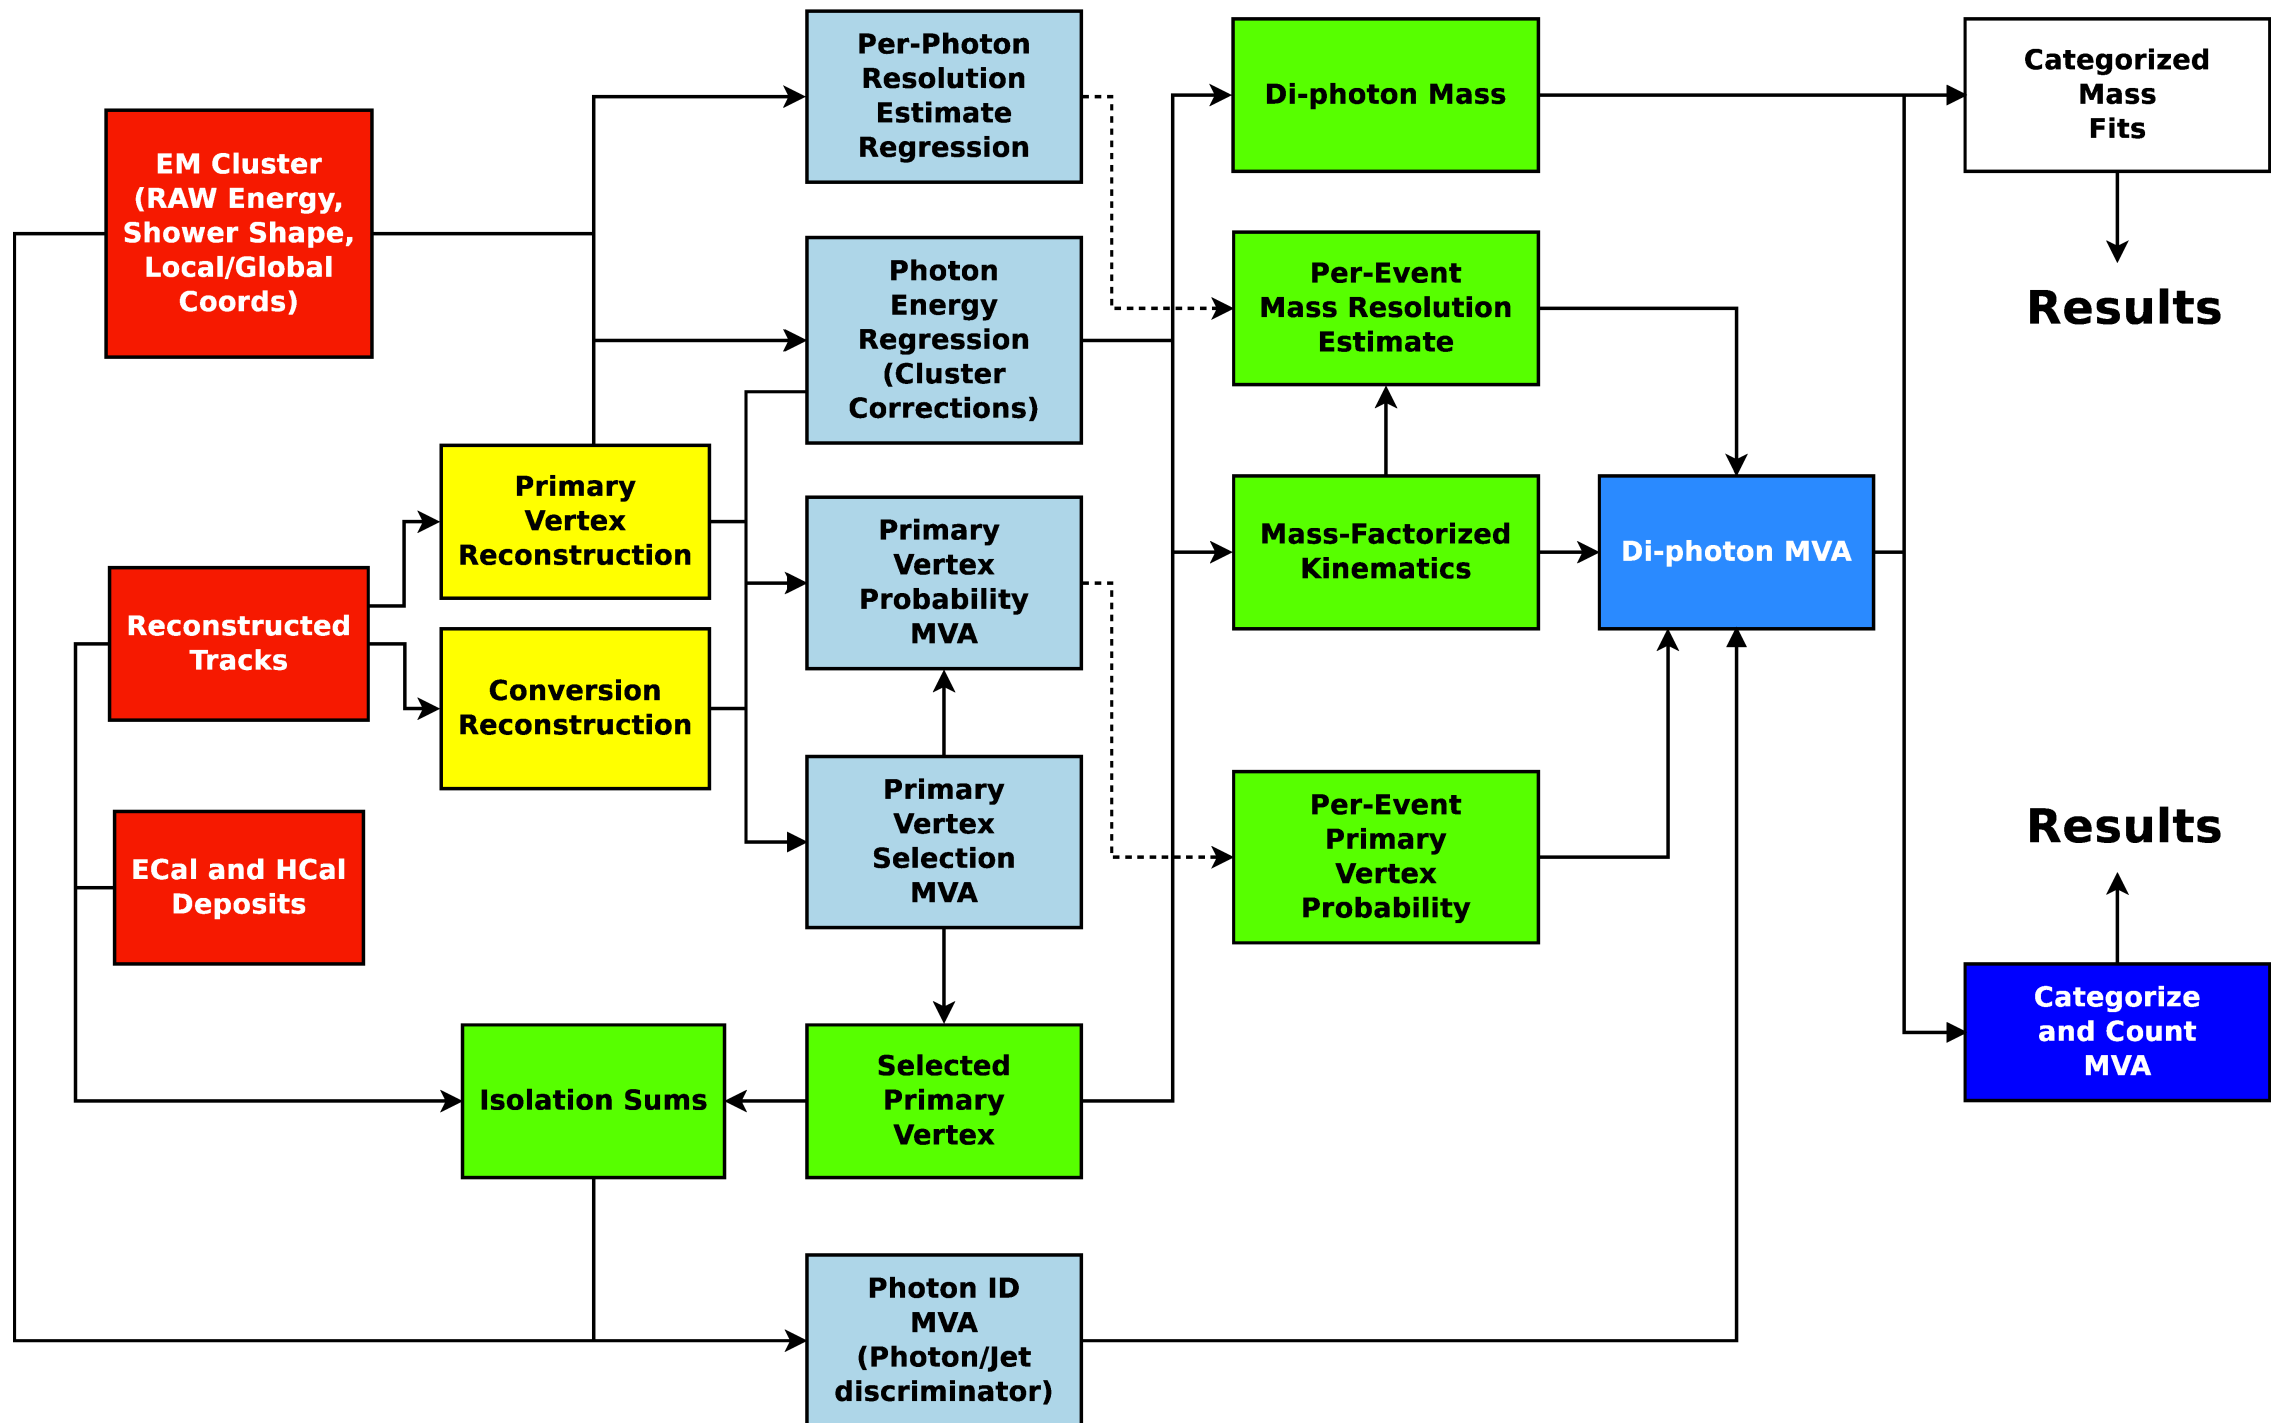 EM Cluster
(RAW Energy,
Shower Shape,
Local/Global
Coords)
Reconstructed
Tracks
ECal and HCal
Deposits
Primary
Vertex
Reconstruction
Conversion
Reconstruction
Isolation Sums
Per-Photon
Resolution
Estimate
Regression
Photon
Energy
Regression
(Cluster
Corrections)
Primary
Vertex
Probability
MVA
Primary
Vertex
Selection
MVA
Selected
Primary
Vertex
Photon ID
MVA
(Photon/Jet
discriminator)
Di-photon Mass
Per-Event
Mass Resolution
Estimate
Mass-Factorized
Kinematics
Per-Event
Primary
Vertex
Probability
Di-photon MVA
Categorized
Mass
Fits
Results
Results
Categorize
and Count
MVA